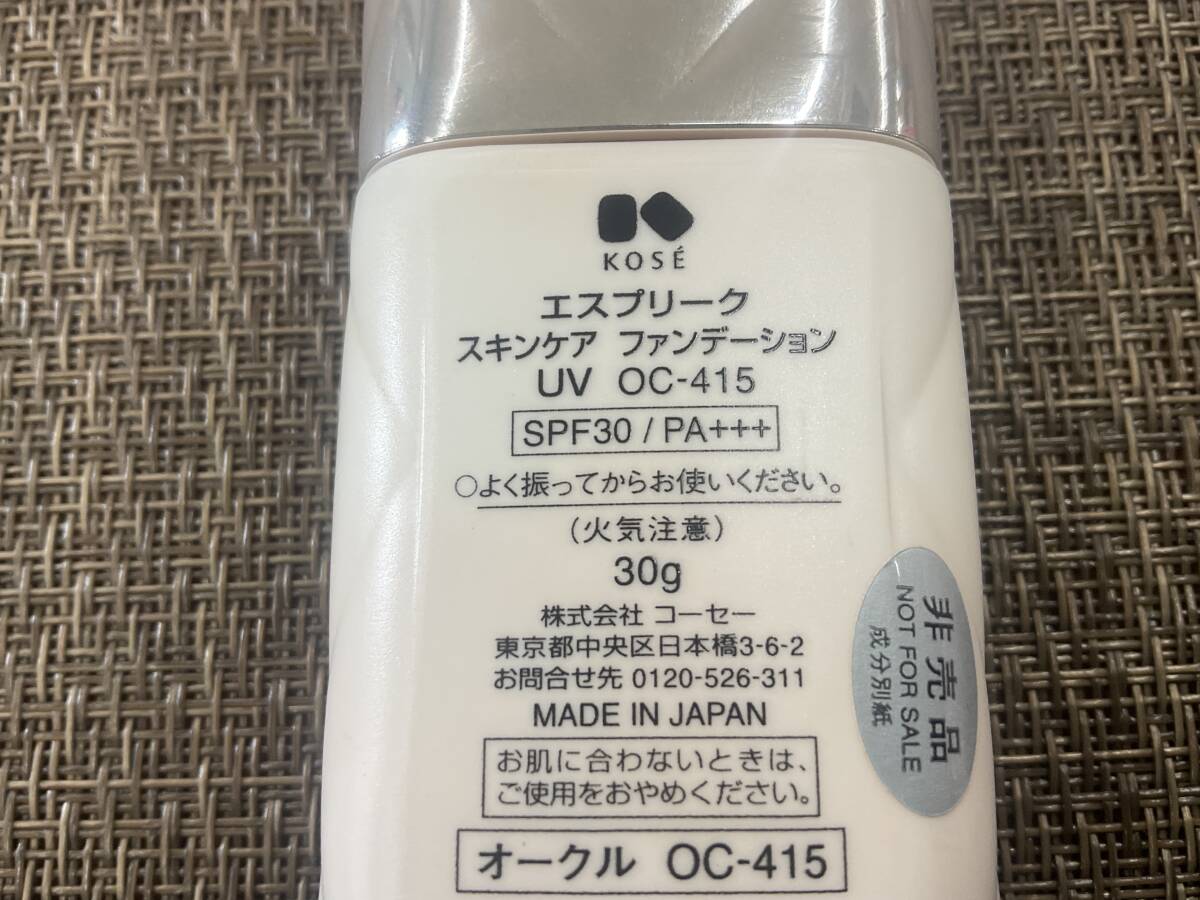 KOSÉ
エスプリーク
スキンケア ファンデーション
UV OC-415
SPF30 / PA+++
○よく振ってからお使いください。
(火気注意)
30g
株式会社 コーセー
東京都中央区日本橋3-6-2
お問合せ先 0120-526-311
MADE IN JAPAN
お肌に合わないときは、
ご使用をおやめください。
オークル OC-415
非売品
NOT FOR SALE
成分別紙